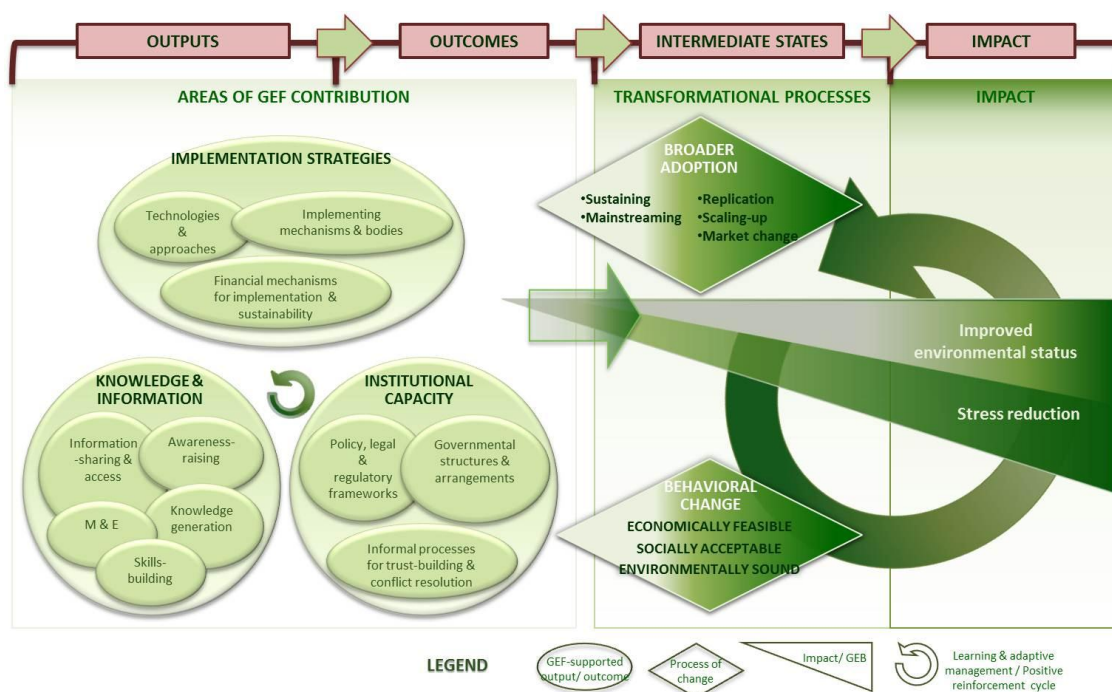 OUTPUTS
OUTCOMES
INTERMEDIATE STATES
IMPACT
AREAS OF GEF CONTRIBUTION
TRANSFORMATIONAL PROCESSES
IMPACT
IMPLEMENTATION STRATEGIES
Technologies
&
approaches
Implementing
mechanisms & bodies
Financial mechanisms
for implementation &
sustainability
KNOWLEDGE &
INFORMATION
Information
-sharing &
access
Awareness-
raising
M & E
Knowledge
generation
Skills-
building
INSTITUTIONAL
CAPACITY
Policy, legal
&
regulatory
frameworks
Governmental
structures &
arrangements
Informal processes
for trust-building &
conflict resolution
BROADER
ADOPTION
•Sustaining
•Mainstreaming
•Replication
•Scaling-up
•Market change
Improved
environmental status
Stress reduction
BEHAVIORAL
CHANGE
ECONOMICALLY FEASIBLE
SOCIALLY ACCEPTABLE
ENVIRONMENTALLY SOUND
LEGEND
GEF-supported
output/ outcome
Process of
change
Impact/ GEB
Learning & adaptive
management / Positive
reinforcement cycle